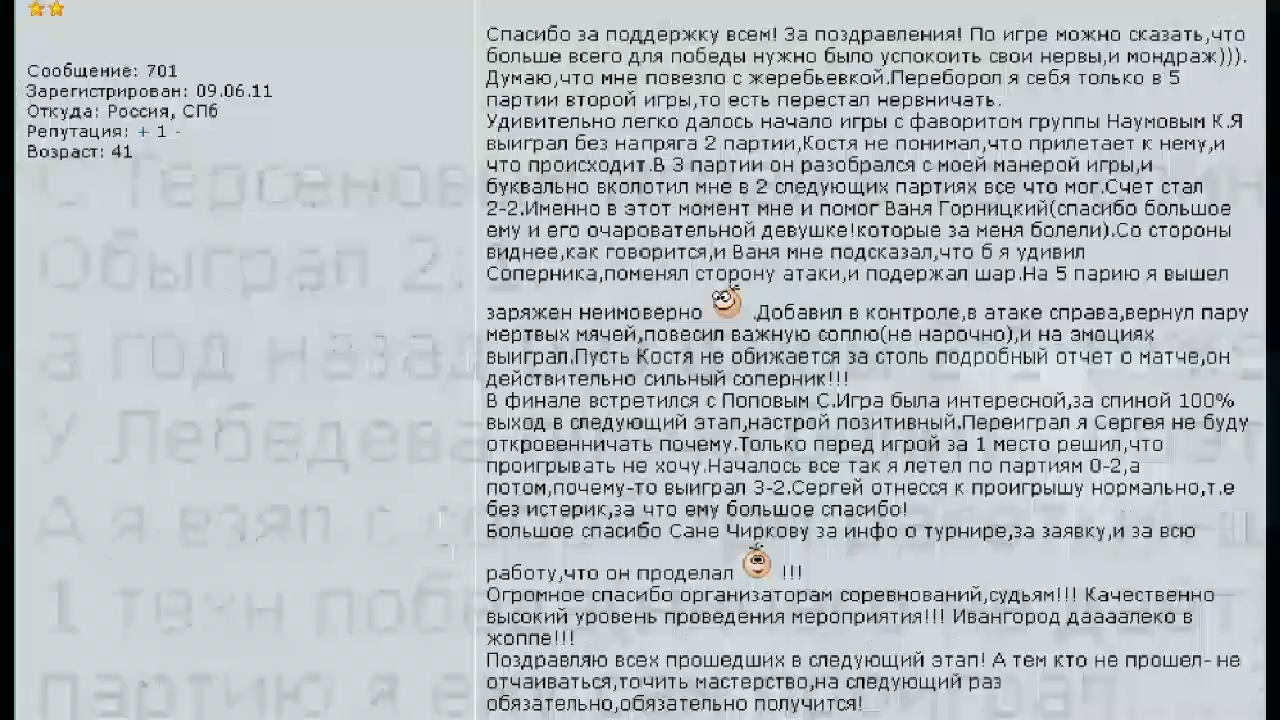 Сообщение: 701
Зарегистрирован: 09.06.11
Откуда: Россия, СПб
Репутация: + 1 -
Возраст: 41
Спасибо за поддержку всем! За поздравления! По игре можно сказать,что
больше всего для победы нужно было успокоить свои нервы,и мондраж))).
Думаю,что мне повезло с жеребьевкой.Переборол я себя только в 5
партии второй игры,то есть перестал нервничать.
Удивительно легко далось начало игры с фаворитом группы Наумовым К.Я
выиграл без напряга 2 партии,Костя не понимал,что прилетает к нему,и
что происходит.В 3 партии он разобрался с моей манерой игры,и
буквально вколотил мне в 2 следующих партиях все что мог.Счет стал
2-2.Именно в этот момент мне и помог Ваня Горницкий(спасибо большое
ему и его очаровательной девушке!которые за меня болели).Со стороны
виднее,как говорится,и Ваня мне подсказал,что б я удивил
Соперника,поменял сторону атаки,и подержал шар.На 5 парию я вышел
заряжен неимоверно .Добавил в контроле,в атаке справа,вернул пару
мертвых мячей,повесил важную соплю(не нарочно),и на эмоциях
выиграл.Пусть Костя не обижается за столь подробный отчет о матче,он
действительно сильный соперник!!!
В финале встретился с Поповым С.Игра была интересной,за спиной 100%
выход в следующий этап,настрой позитивный.Переиграл я Сергея не буду
откровенничать почему.Только перед игрой за 1 место решил,что
проигрывать не хочу.Началось все так я летел по партиям 0-2,а
потом,почему-то выиграл 3-2.Сергей отнесся к проигрышу нормально,т.е
без истерик,за что ему большое спасибо!
Большое спасибо Сане Чиркову за инфо о турнире,за заявку,и за всю
работу,что он проделал !!!
Огромное спасибо организаторам соревнований,судьям!!! Качественно
высокий уровень проведения мероприятия!!! Ивангород даааалеко в
жоппе!!!
Поздравляю всех прошедших в следующий этап! А тем кто не прошел- не
отчаиваться,точить мастерство,на следующий раз
обязательно,обязательно получится!
С Терсенов
Обыграл 2:
а год назад
У Лебедева
А я взял с
1 техн побе
партию я е